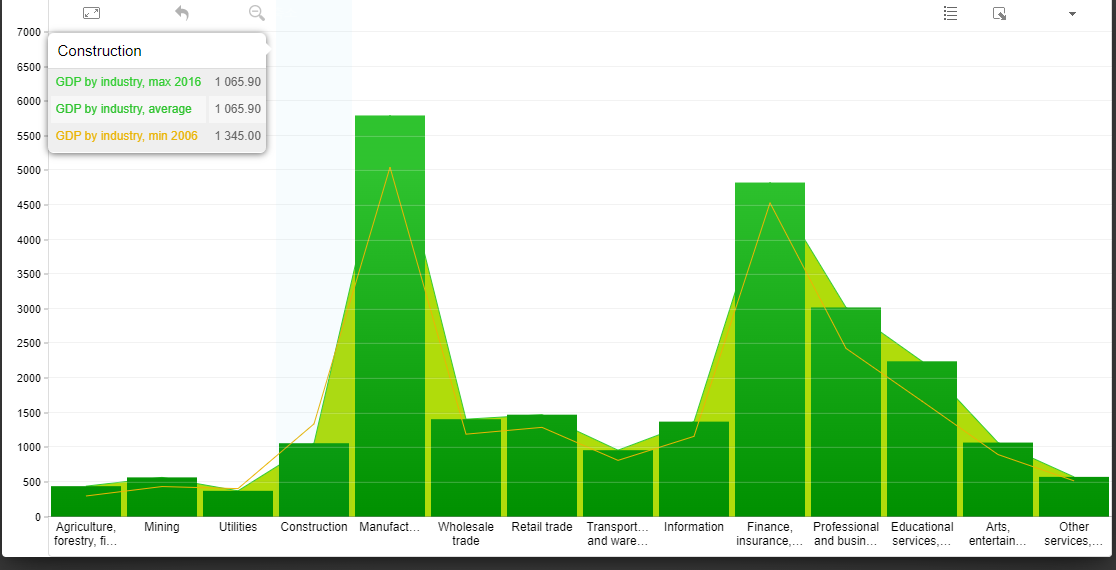 7000
Construction
6500
GDP by industry, max 2016 1 065.90
6000
GDP by industry, average 1 065.90
5500
GDP by industry, min 2006 1 345.00
5000
4500
4000
3500
3000
2500
2000
1500
1000
500
0
Agriculture, forestry, fi...
Mining
Utilities
Construction
Manufact...
Wholesale trade
Retail trade
Transport... and ware...
Information
Finance, insurance,...
Professional and busin...
Educational services,...
Arts, entertain...
Other services,...